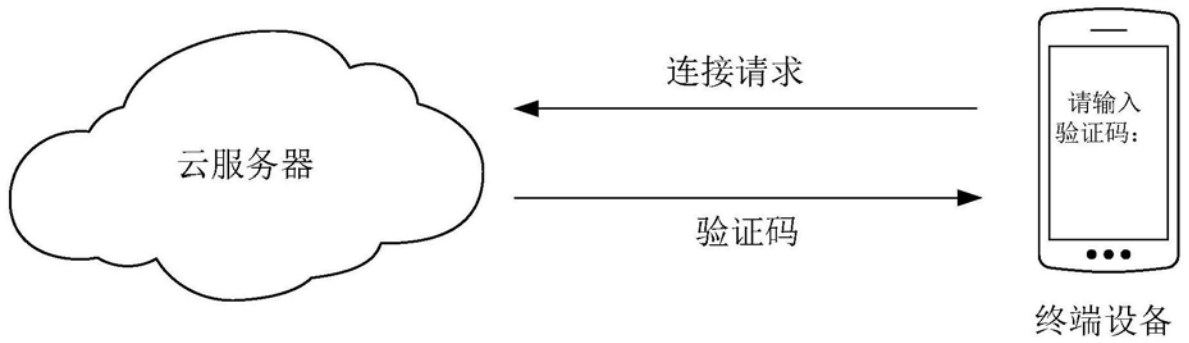 连接请求
请输入
验证码：
云服务器
验证码
终端设备